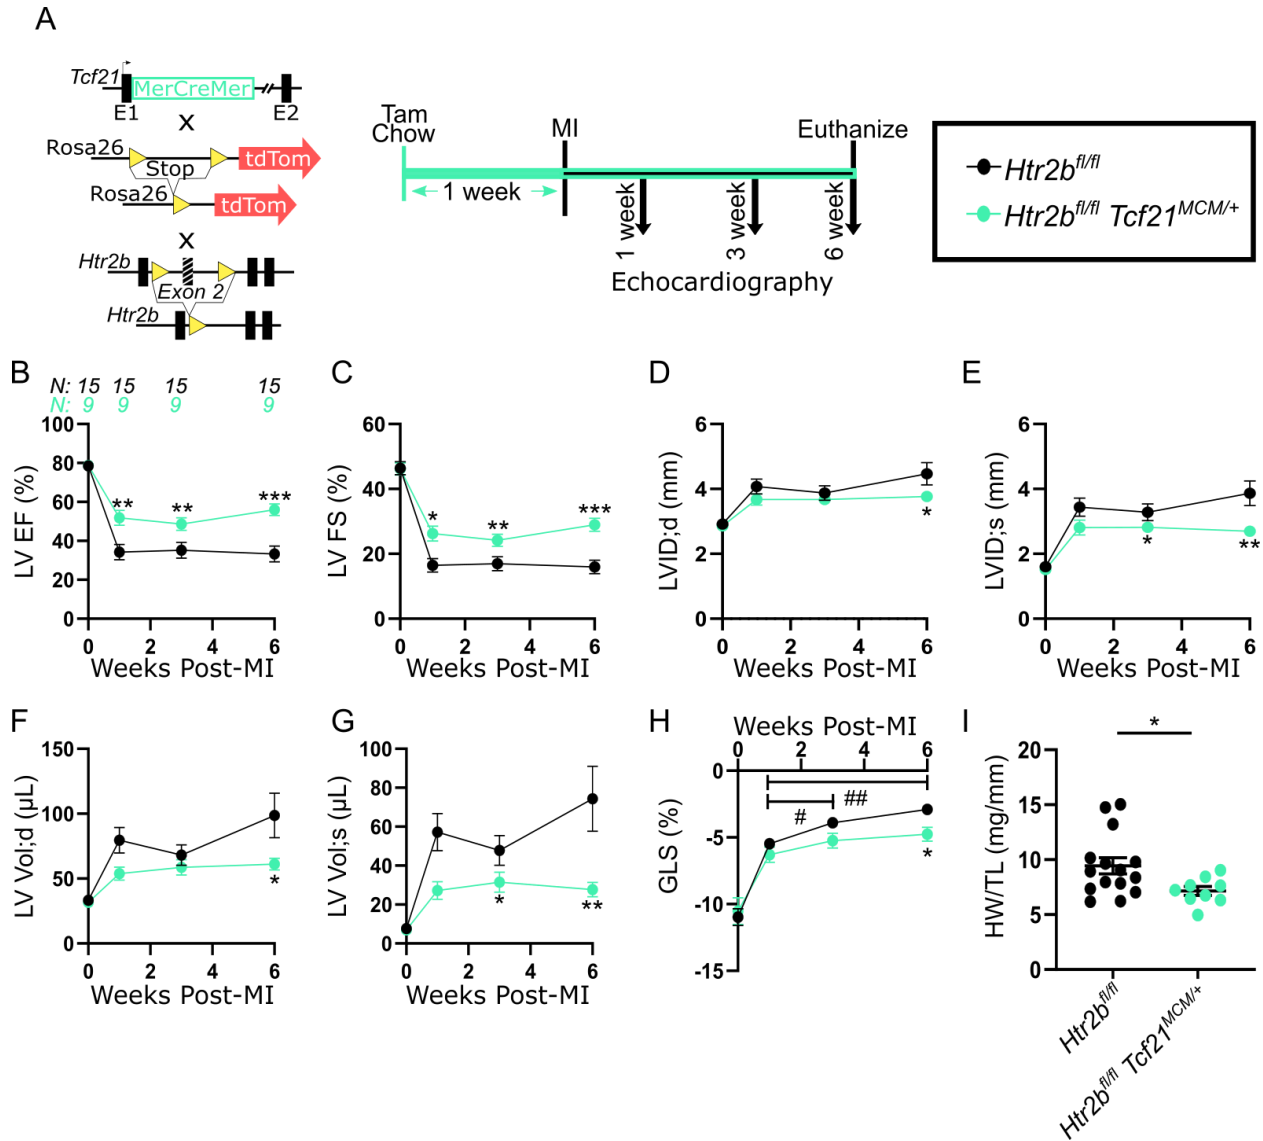 A
Tcf21
MerCreMer
E1
E2
X
Rosa26
Stop
tdTom
Rosa26
tdTom
X
Htr2b
Exon 2
Htr2b
Tam
Chow
MI
Euthanize
1 week
1 week
3 week
6 week
Echocardiography
Htr2b^fl/fl
Htr2b^fl/fl Tcf21^MCM/+
B
N: 15 15 15 15
N: 9 9 9 9
LV EF (%)
100
80
60
40
20
0
** ** ***
0 2 4 6
Weeks Post-MI
C
LV FS (%)
60
40
20
0
* ** ***
0 2 4 6
Weeks Post-MI
D
LVID;d (mm)
6
4
2
0
*
0 2 4 6
Weeks Post-MI
E
LVID;s (mm)
6
4
2
0
* **
0 2 4 6
Weeks Post-MI
F
LV Vol;d (µL)
150
100
50
0
*
0 2 4 6
Weeks Post-MI
G
LV Vol;s (µL)
100
80
60
40
20
0
* **
0 2 4 6
Weeks Post-MI
H
Weeks Post-MI
0 2 4 6
GLS (%)
0
-5
-10
-15
##
#
*
I
HW/TL (mg/mm)
20
15
10
5
0
*
Htr2b^fl/fl
Htr2b^fl/fl Tcf21^MCM/+